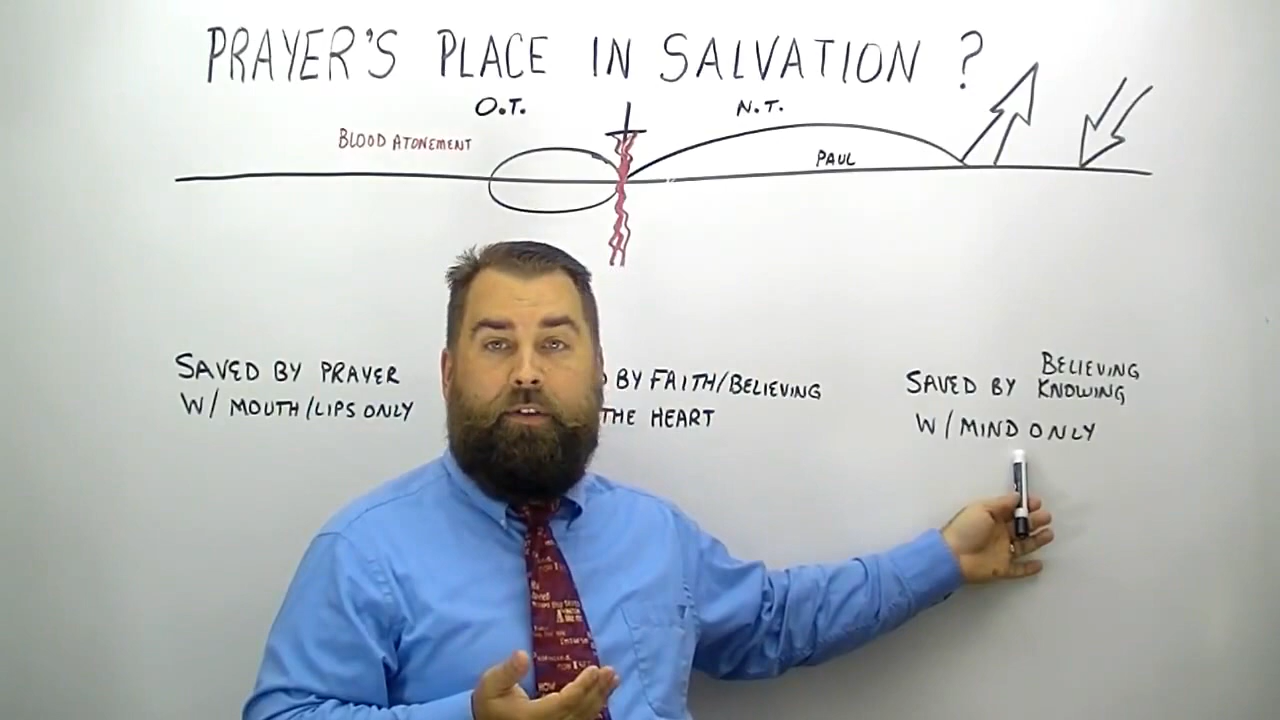 PRAYER'S PLACE IN SALVATION ?
O.T.
N.T.
BLOOD ATONEMENT
PAUL
SAVED BY PRAYER
W/ MOUTH/LIPS ONLY
BY FAITH/BELIEVING
THE HEART
BELIEVING
SAVED BY KNOWING
W/ MIND ONLY